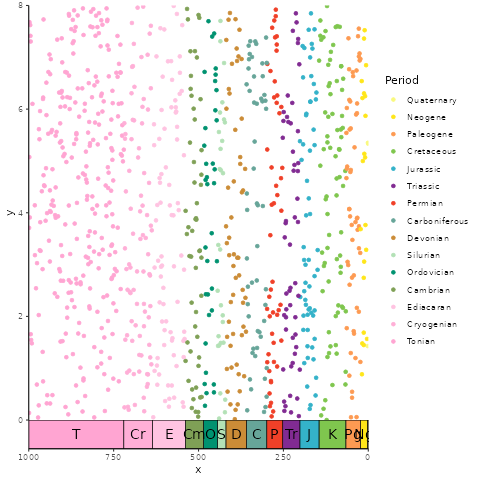 8
6
4
2
0
y
T
Cr
E
Cm
O
S
D
C
P
Tr
J
K
Pg
Ne
1000
750
500
250
0
x
Period
Quaternary
Neogene
Paleogene
Cretaceous
Jurassic
Triassic
Permian
Carboniferous
Devonian
Silurian
Ordovician
Cambrian
Ediacaran
Cryogenian
Tonian